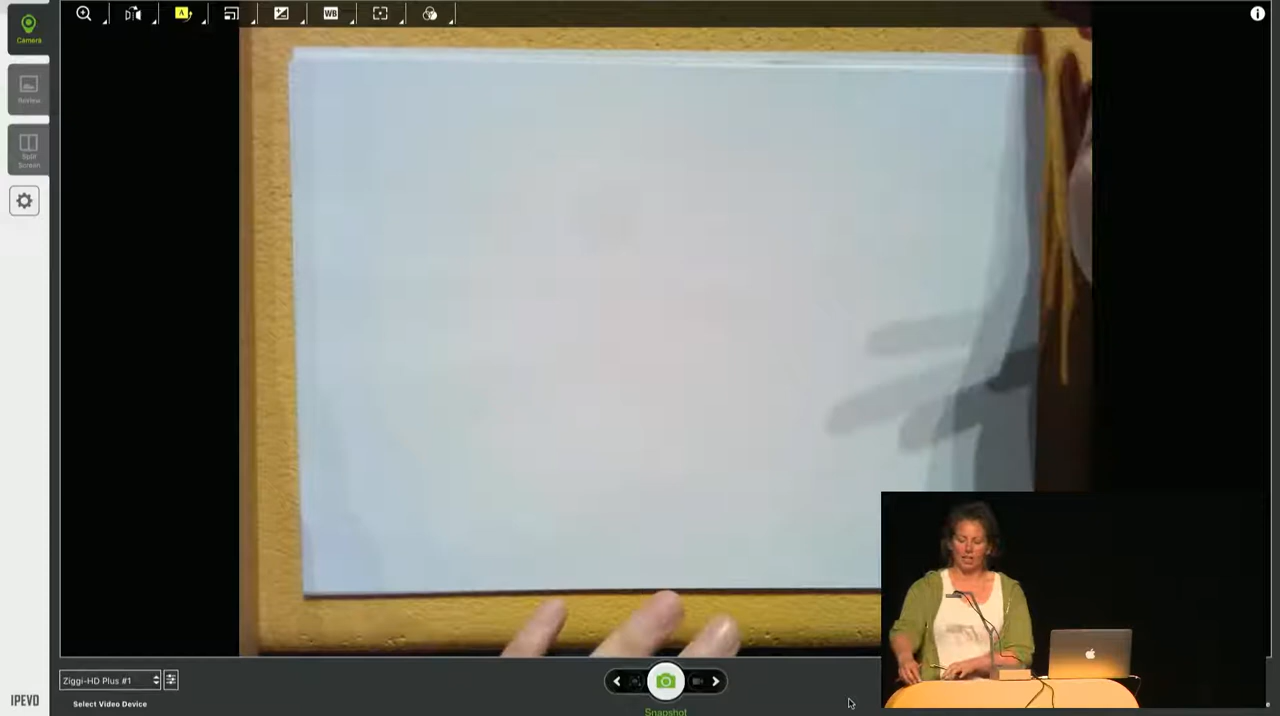 WB
A
i
Camera
Review
Split
Screen
Ziggi-HD Plus #1
Select Video Device
Snapshot
IPEVO